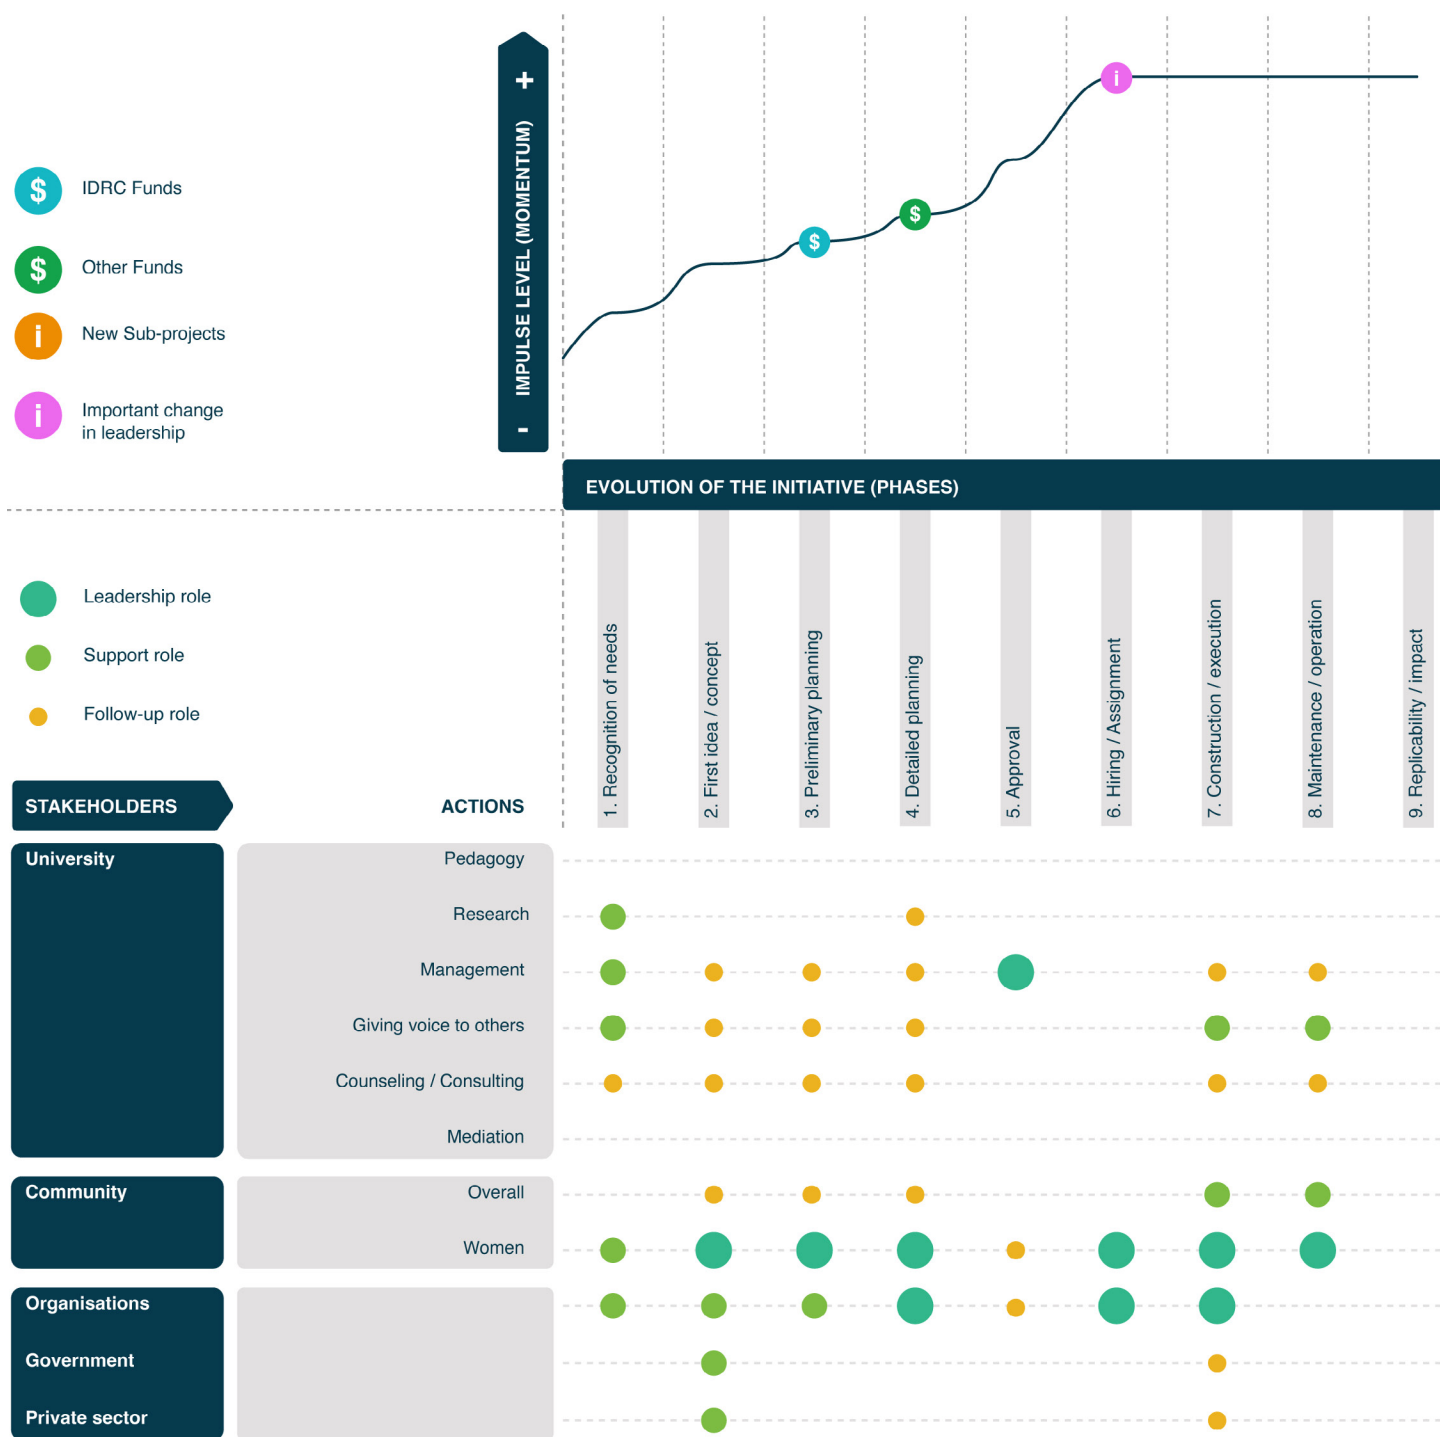 +
IMPULSE LEVEL (MOMENTUM)
-
$ IDRC Funds
$ Other Funds
i New Sub-projects
i Important change
in leadership
i
$
$
EVOLUTION OF THE INITIATIVE (PHASES)
Leadership role
Support role
Follow-up role
1. Recognition of needs
2. First idea / concept
3. Preliminary planning
4. Detailed planning
5. Approval
6. Hiring / Assignment
7. Construction / execution
8. Maintenance / operation
9. Replicability / impact
STAKEHOLDERS
ACTIONS
University
Pedagogy
Research
Management
Giving voice to others
Counseling / Consulting
Mediation
Community
Overall
Women
Organisations
Government
Private sector